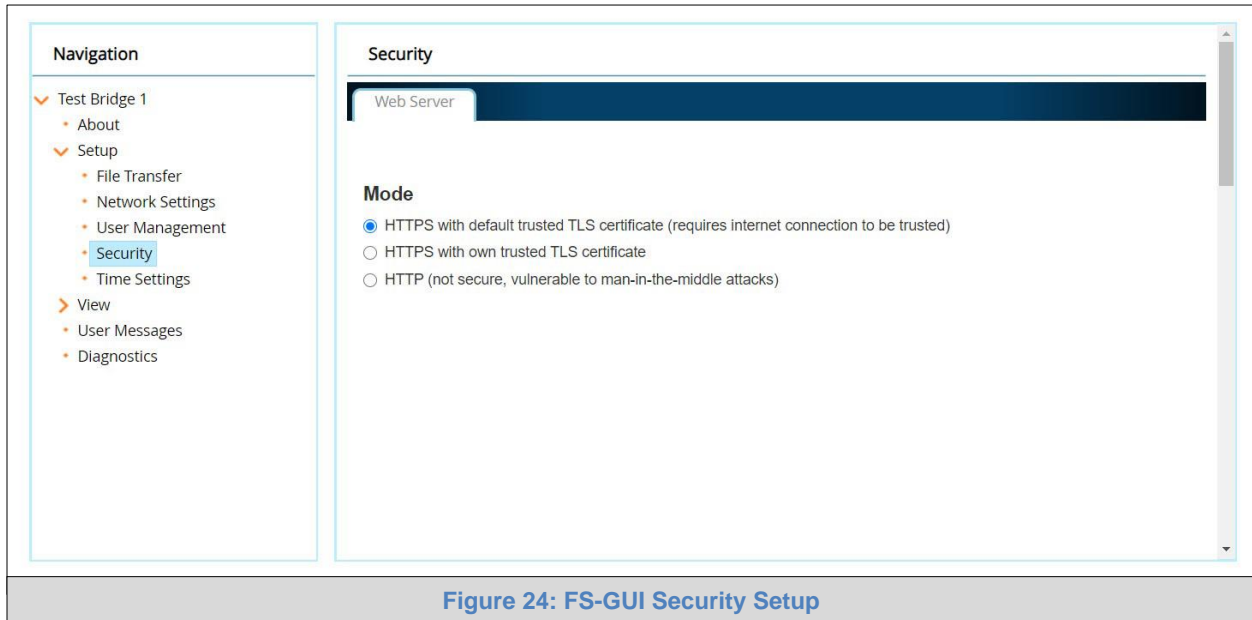 Navigation
Test Bridge 1
• About
Setup
• File Transfer
• Network Settings
• User Management
• Security
• Time Settings
View
• User Messages
• Diagnostics
Security
Web Server
Mode
HTTPS with default trusted TLS certificate (requires internet connection to be trusted)
HTTPS with own trusted TLS certificate
HTTP (not secure, vulnerable to man-in-the-middle attacks)
Figure 24: FS-GUI Security Setup